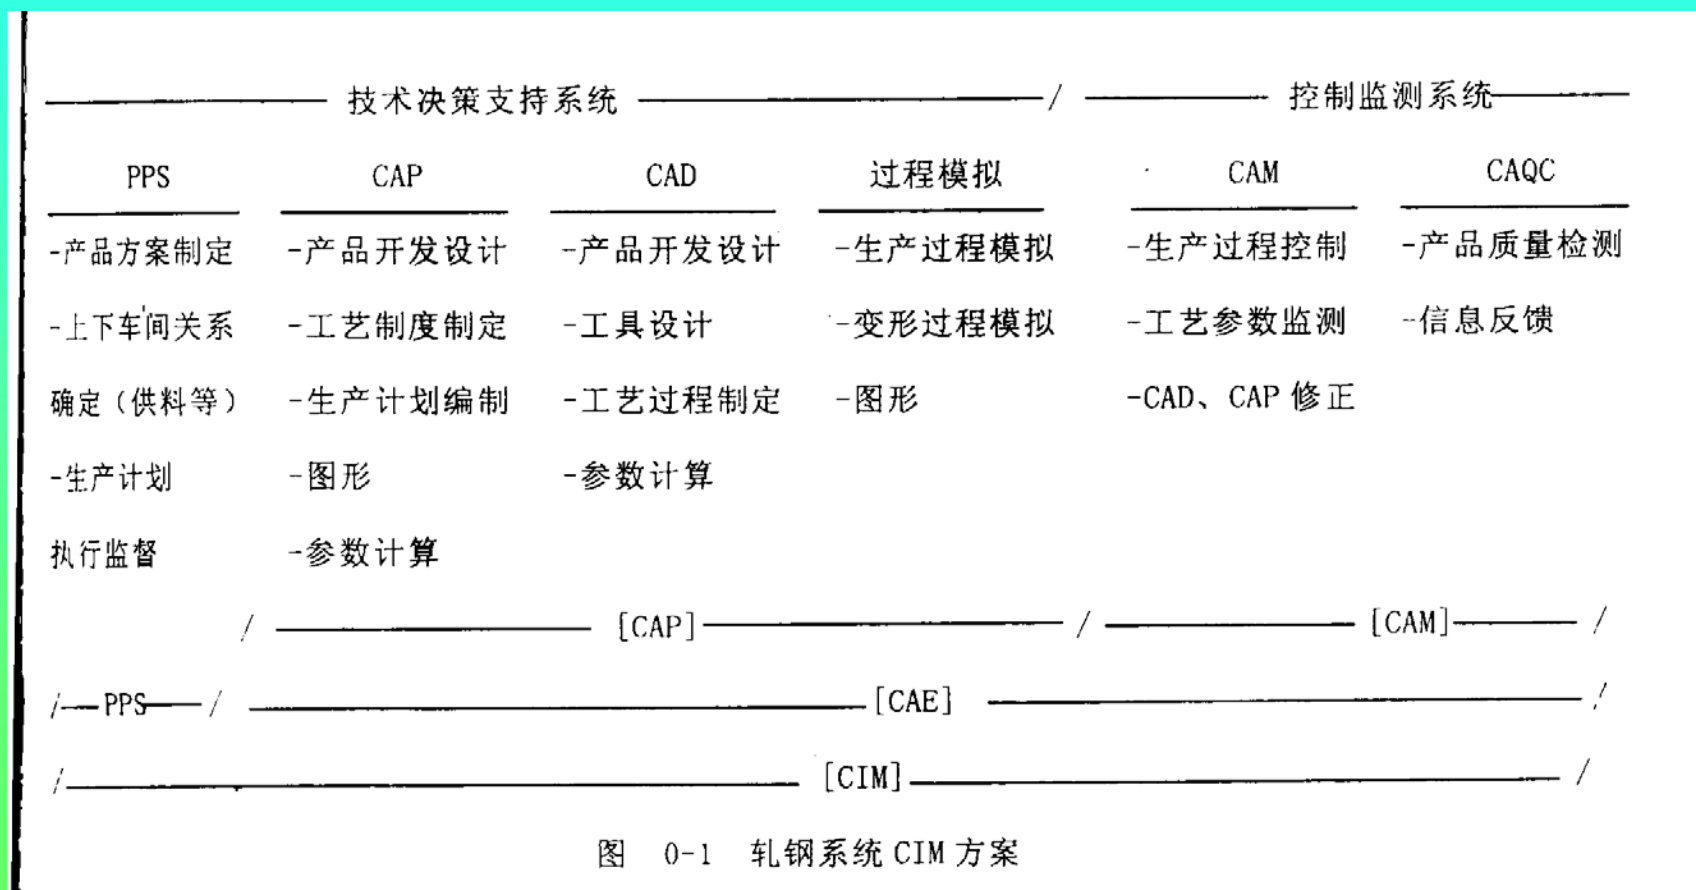 技术决策支持系统 / 控制监测系统
PPS CAP CAD 过程模拟 CAM CAQC
-产品方案制定 -产品开发设计 -产品开发设计 -生产过程模拟 -生产过程控制 -产品质量检测
-上下车间关系 -工艺制度制定 -工具设计 -变形过程模拟 -工艺参数监测 -信息反馈
确定(供料等) -生产计划编制 -工艺过程制定 -图形 -CAD、CAP修正
-生产计划 -图形 -参数计算
执行监督 -参数计算
/ [CAP] / [CAM] /
/ PPS / [CAE] /
/ [CIM] /
图 0-1 轧钢系统CIM方案